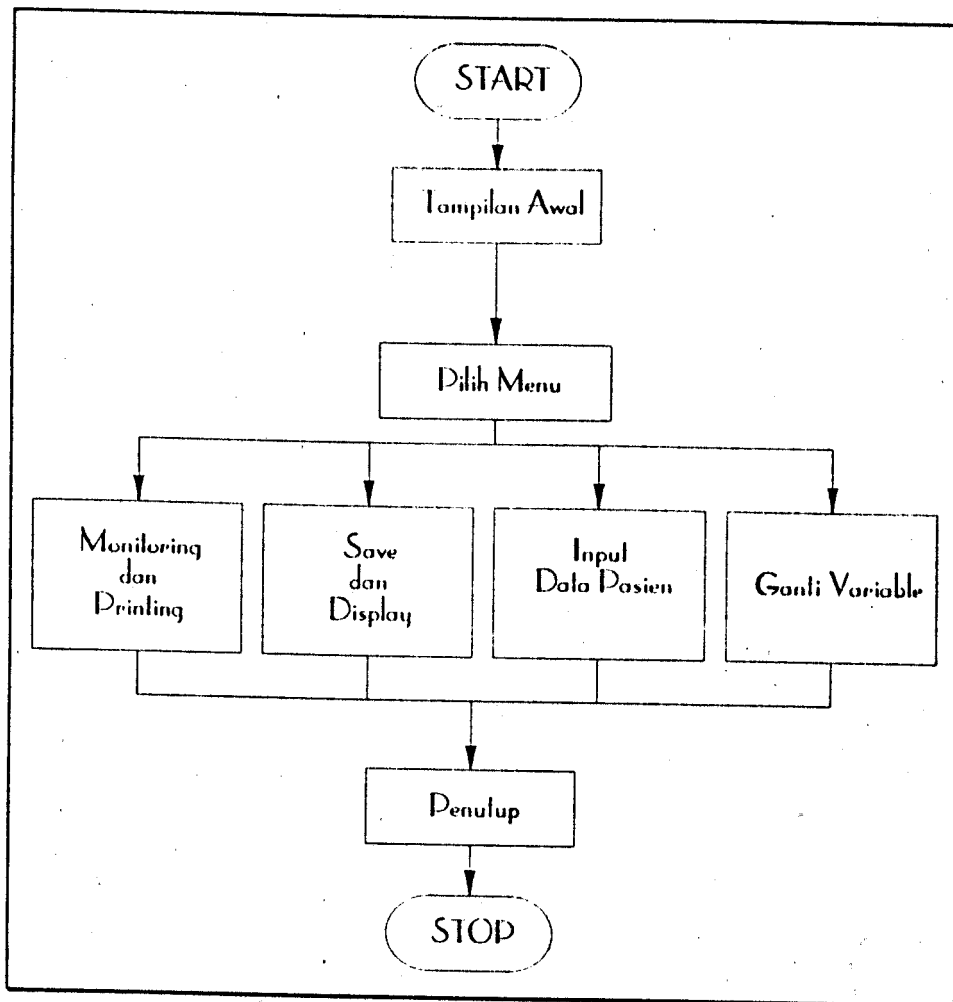 START
Tampilan Awal
Pilih Menu
Monitoring
dan
Printing
Save
dan
Display
Input
Data Pasien
Ganti Variable
Penutup
STOP